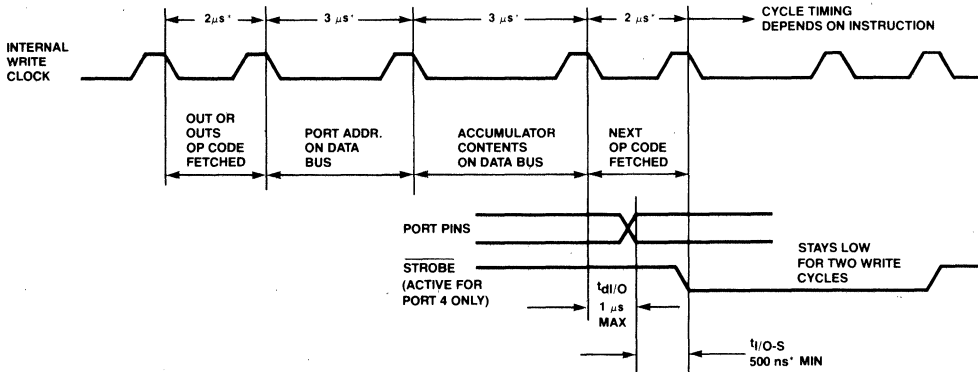 2μs* 3 μs* 3 μs* 2 μs* CYCLE TIMING
DEPENDS ON INSTRUCTION
INTERNAL
WRITE
CLOCK
OUT OR
OUTS
OP CODE
FETCHED
PORT ADDR.
ON DATA
BUS
ACCUMULATOR
CONTENTS
ON DATA BUS
NEXT
OP CODE
FETCHED
PORT PINS
STROBE
(ACTIVE FOR
PORT 4 ONLY)
STAYS LOW
FOR TWO WRITE
CYCLES
tdI/O
1 μs
MAX
tI/O-S
500 ns* MIN